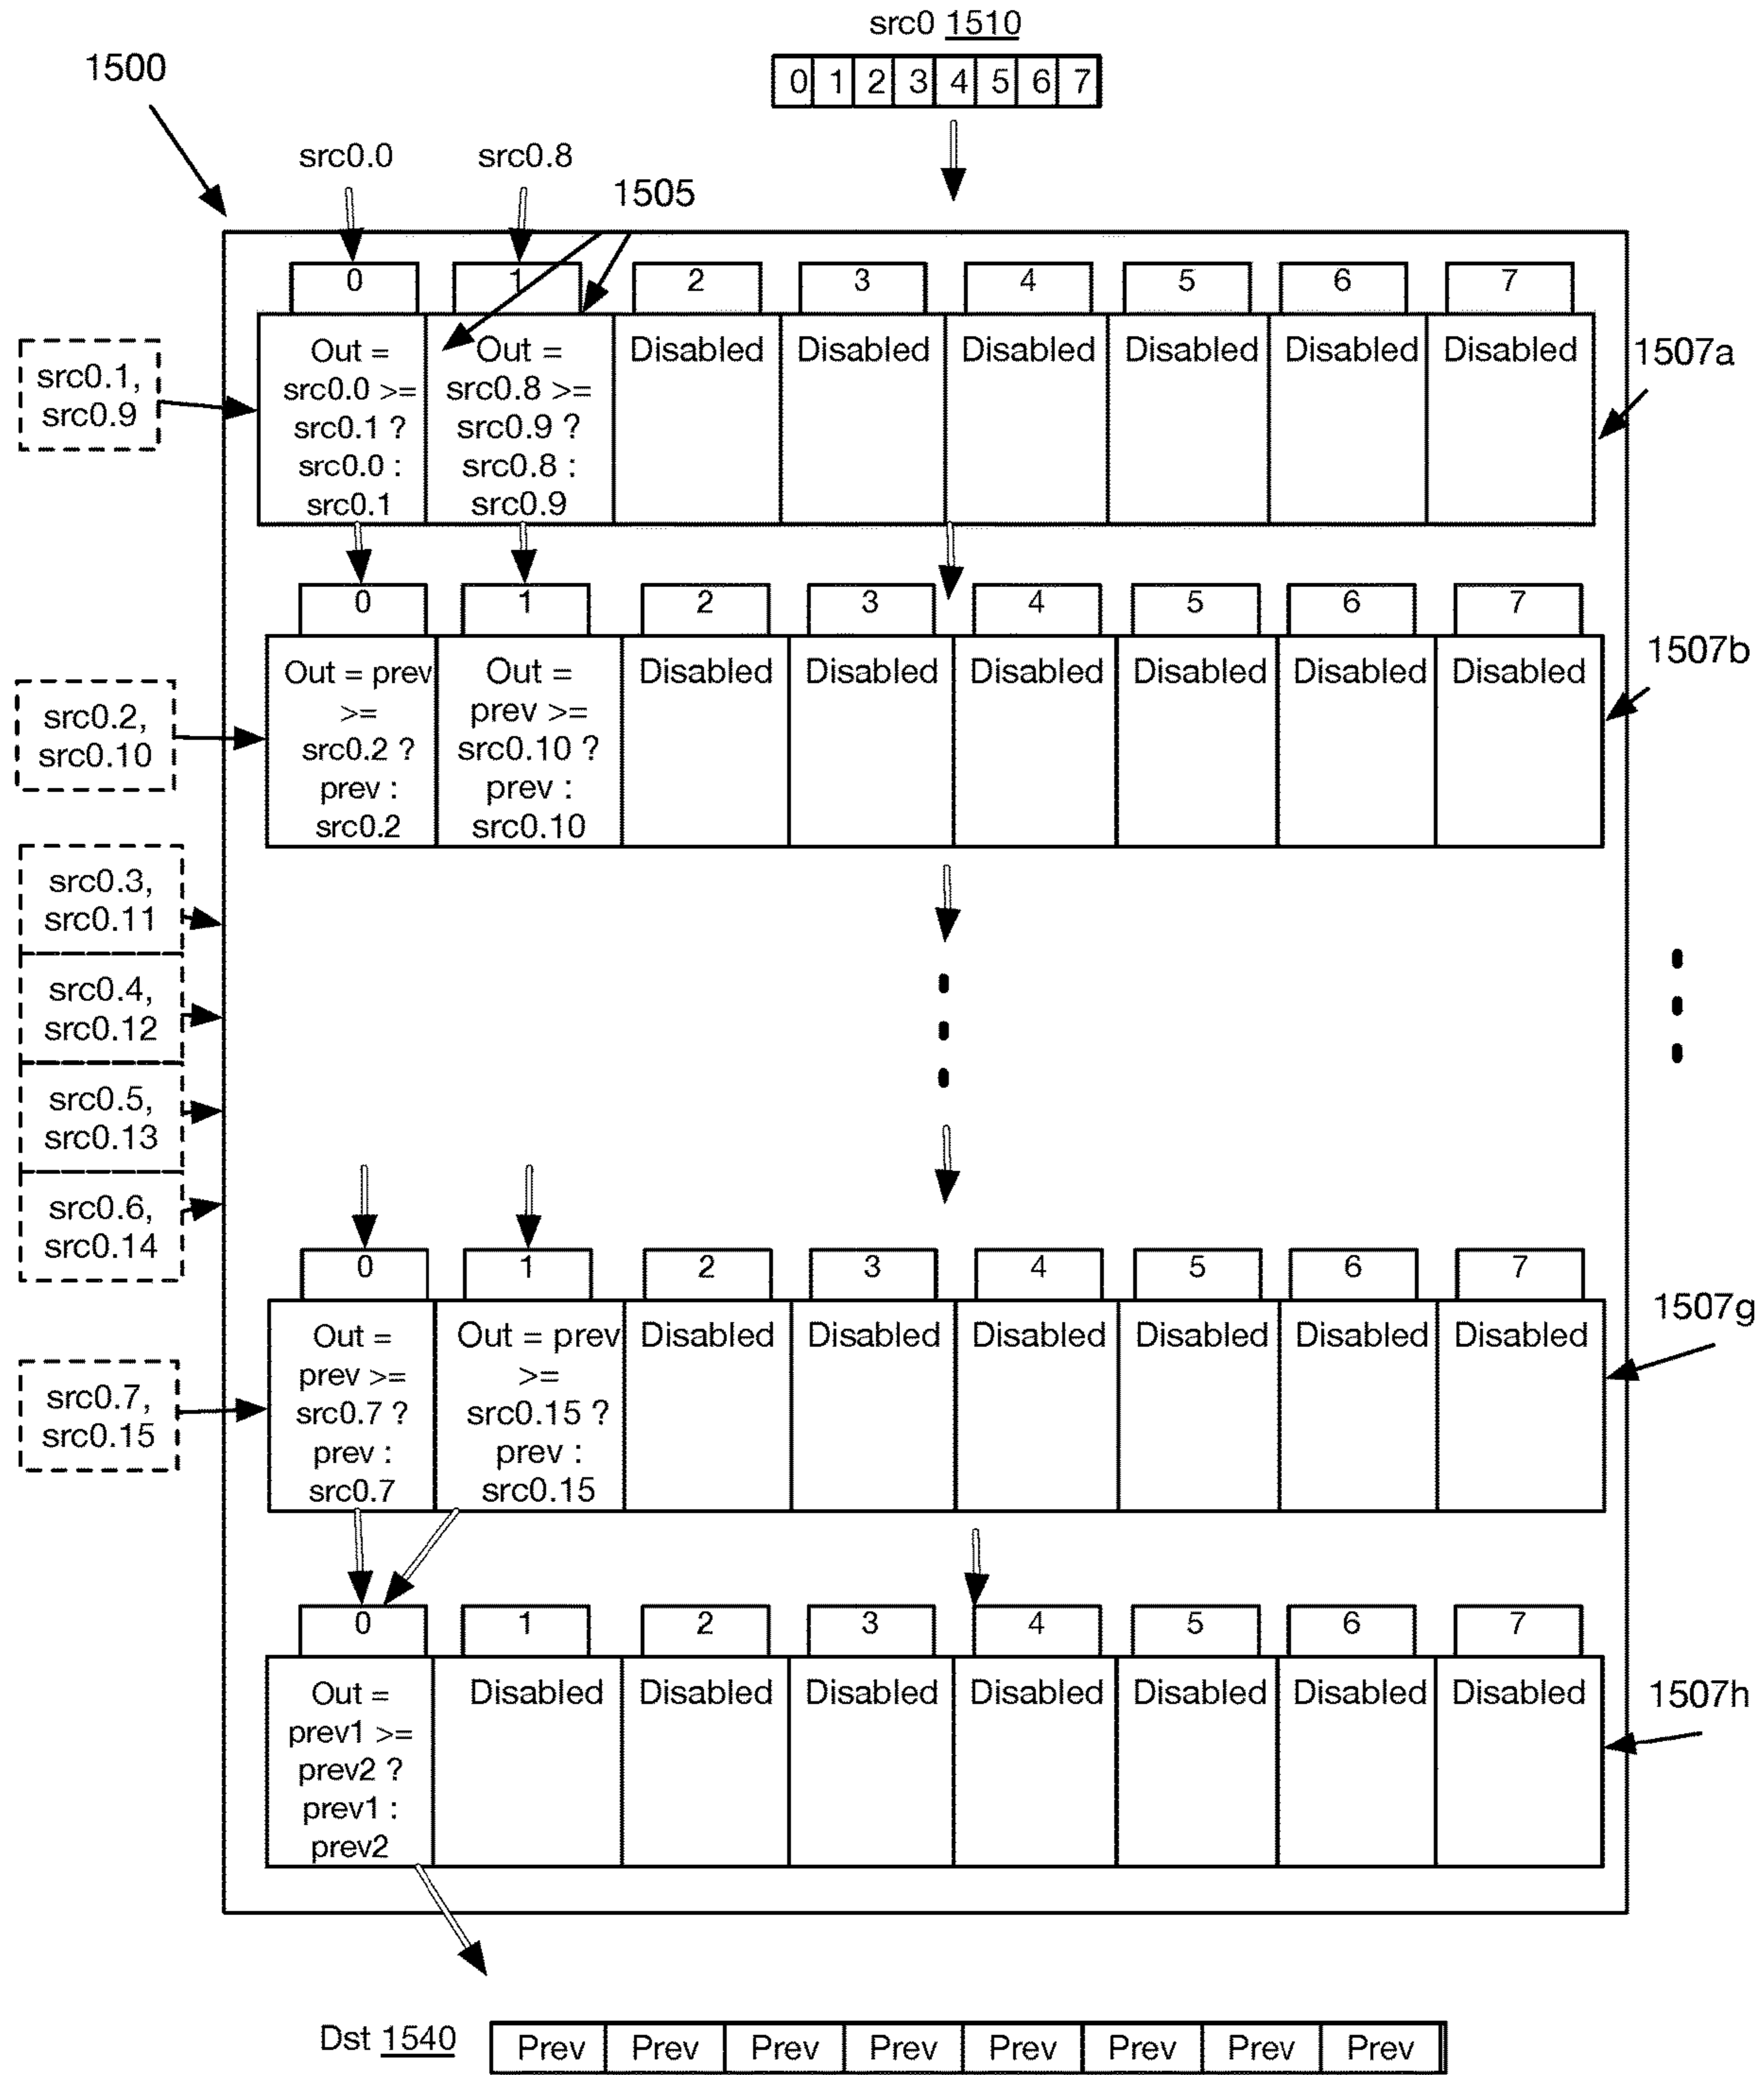 src0 1510
0 1 2 3 4 5 6 7
1500
src0.0 src0.8
1505
0 1 2 3 4 5 6 7
src0.1,
src0.9
Out =
src0.0 >=
src0.1 ?
src0.0 :
src0.1
Out =
src0.8 >=
src0.9 ?
src0.8 :
src0.9
Disabled Disabled Disabled Disabled Disabled Disabled
1507a
0 1 2 3 4 5 6 7
src0.2,
src0.10
Out = prev
>=
src0.2 ?
prev :
src0.2
Out =
prev >=
src0.10 ?
prev :
src0.10
Disabled Disabled Disabled Disabled Disabled Disabled
1507b
src0.3,
src0.11
src0.4,
src0.12
src0.5,
src0.13
src0.6,
src0.14
0 1 2 3 4 5 6 7
src0.7,
src0.15
Out =
prev >=
src0.7 ?
prev :
src0.7
Out = prev
>=
src0.15 ?
prev :
src0.15
Disabled Disabled Disabled Disabled Disabled Disabled
1507g
0 1 2 3 4 5 6 7
Out =
prev1 >=
prev2 ?
prev1 :
prev2
Disabled Disabled Disabled Disabled Disabled Disabled Disabled
1507h
Dst 1540
Prev Prev Prev Prev Prev Prev Prev Prev